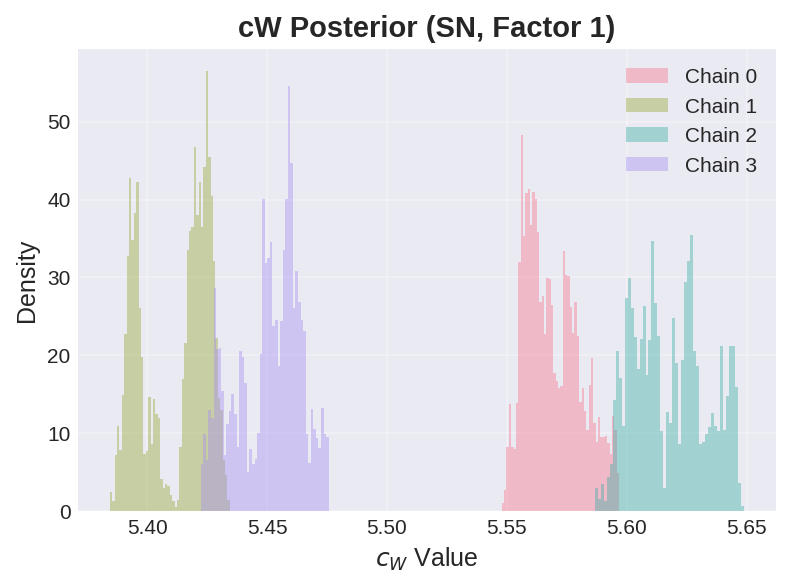 cW Posterior (SN, Factor 1)
Chain 0
Chain 1
Chain 2
Chain 3
Density
50
40
30
20
10
0
5.40 5.45 5.50 5.55 5.60 5.65
c_W Value